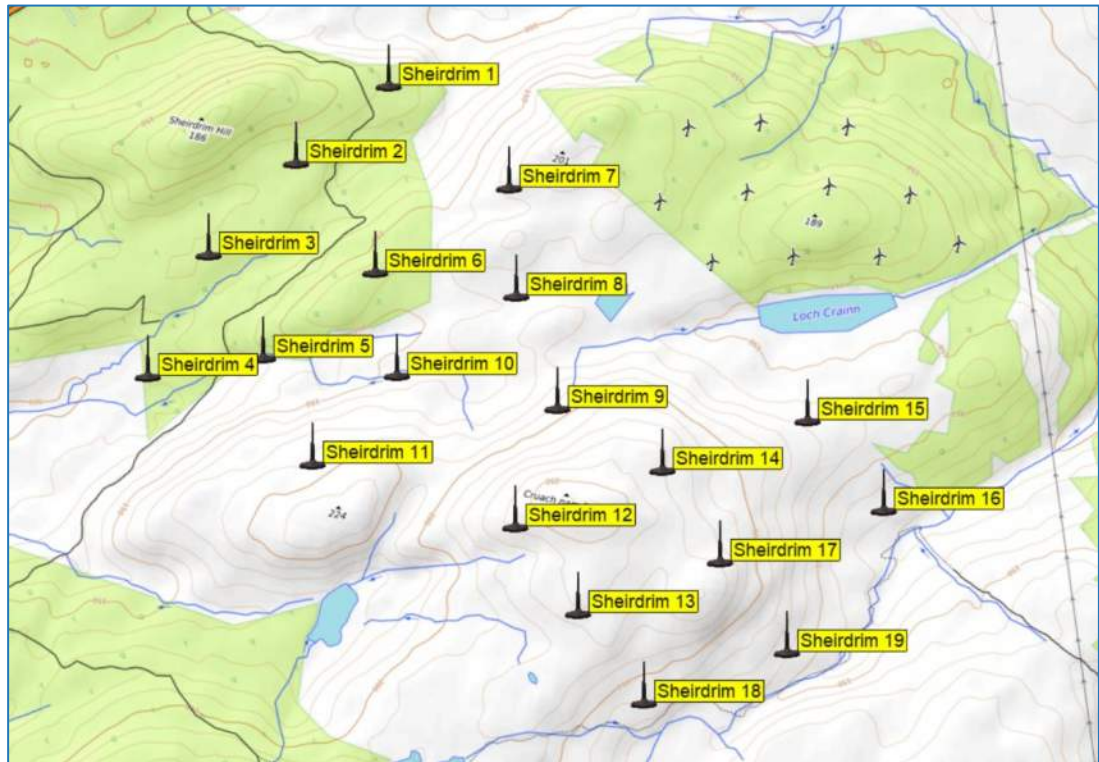 Sheirdrim 1
Sheirdrim Hill
186
Sheirdrim 2
201
Sheirdrim 7
189
Sheirdrim 3
Sheirdrim 6
Sheirdrim 8
Loch Crainn
Sheirdrim 5
Sheirdrim 4
Sheirdrim 10
Sheirdrim 9
Sheirdrim 15
Sheirdrim 11
Sheirdrim 14
Cruach
Sheirdrim 16
224
Sheirdrim 12
Sheirdrim 17
Sheirdrim 13
Sheirdrim 19
Sheirdrim 18